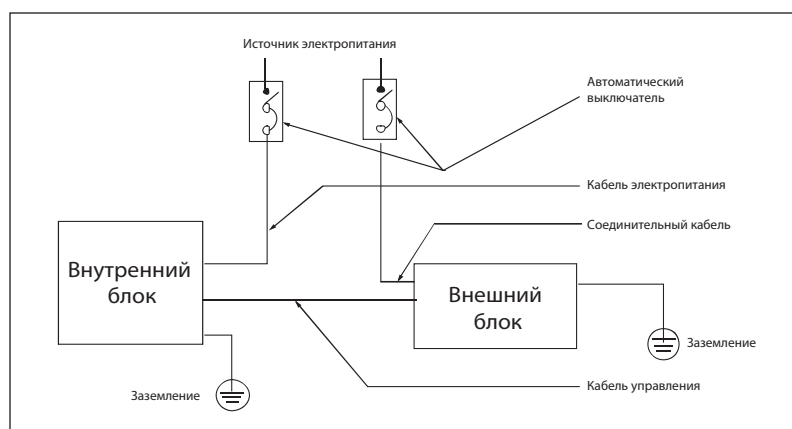 Источник электропитания
Автоматический
выключатель
Кабель электропитания
Соединительный кабель
Внутренний
блок
Внешний
блок
Заземление
Кабель управления
Заземление